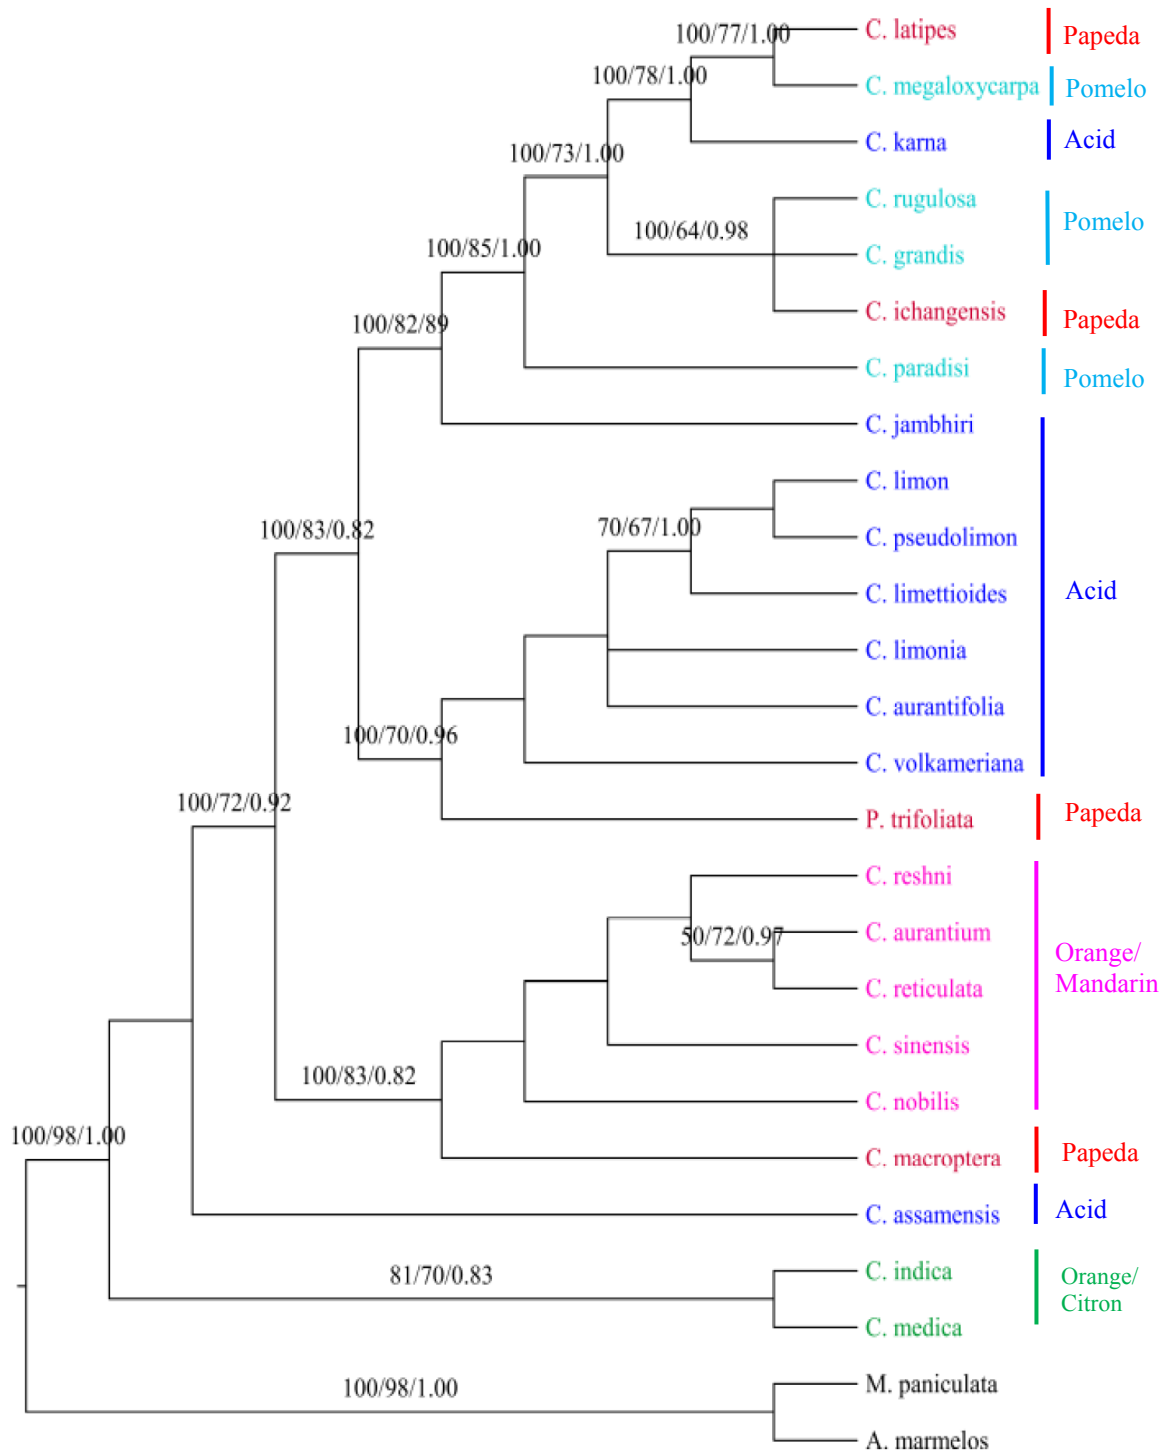 100/77/1.00
C. latipes
Papeda
100/78/1.00
C. megaloxycarpa
Pomelo
C. karna
Acid
100/73/1.00
C. rugulosa
Pomelo
100/64/0.98
100/85/1.00
C. grandis
C. ichangensis
Papeda
100/82/89
C. paradisi
Pomelo
C. jambhiri
C. limon
100/83/0.82
70/67/1.00
C. pseudolimon
C. limettioides
Acid
C. limonia
C. aurantifolia
100/70/0.96
C. volkameriana
100/72/0.92
P. trifoliata
Papeda
C. reshni
50/72/0.97
C. aurantium
Orange/
Mandarin
C. reticulata
C. sinensis
100/83/0.82
C. nobilis
100/98/1.00
C. macroptera
Papeda
C. assamensis
Acid
81/70/0.83
C. indica
Orange/
Citron
C. medica
100/98/1.00
M. paniculata
A. marmelos